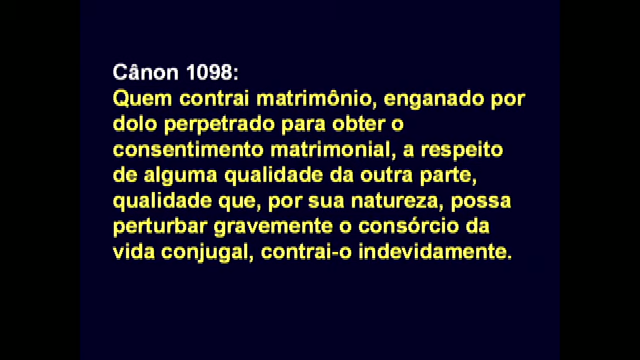 Cânon 1098:
Quem contrai matrimônio, enganado por
dolo perpetrado para obter o
consentimento matrimonial, a respeito
de alguma qualidade da outra parte,
qualidade que, por sua natureza, possa
perturbar gravemente o consórcio da
vida conjugal, contrai-o indevidamente.